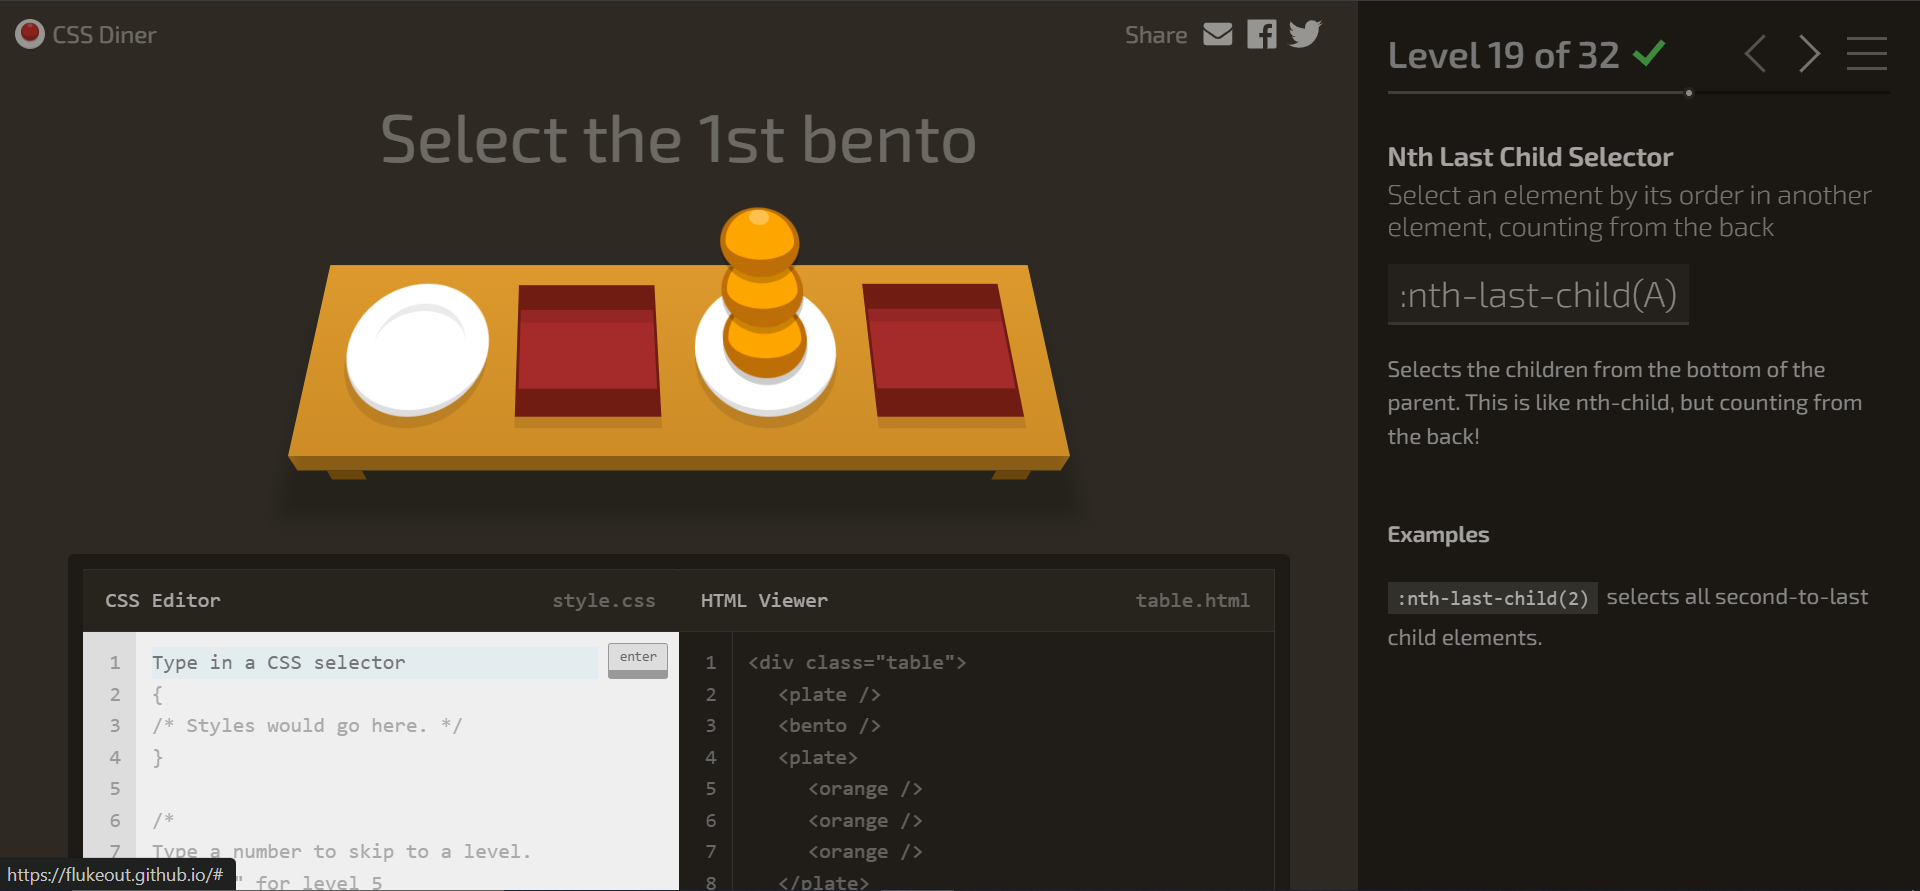 CSS Diner
Share
Select the 1st bento
Level 19 of 32
Nth Last Child Selector
Select an element by its order in another
element, counting from the back
:nth-last-child(A)
Selects the children from the bottom of the
parent. This is like nth-child, but counting from
the back!
Examples
:nth-last-child(2) selects all second-to-last
child elements.
CSS Editor style.css
1 Type in a CSS selector enter
2 {
3 /* Styles would go here. */
4 }
5
6 /*
7 Type a number to skip to a level.
" for level 5
HTML Viewer table.html
1 <div class="table">
2 <plate />
3 <bento />
4 <plate>
5 <orange />
6 <orange />
7 <orange />
8 </plate>
https://flukeout.github.io/#